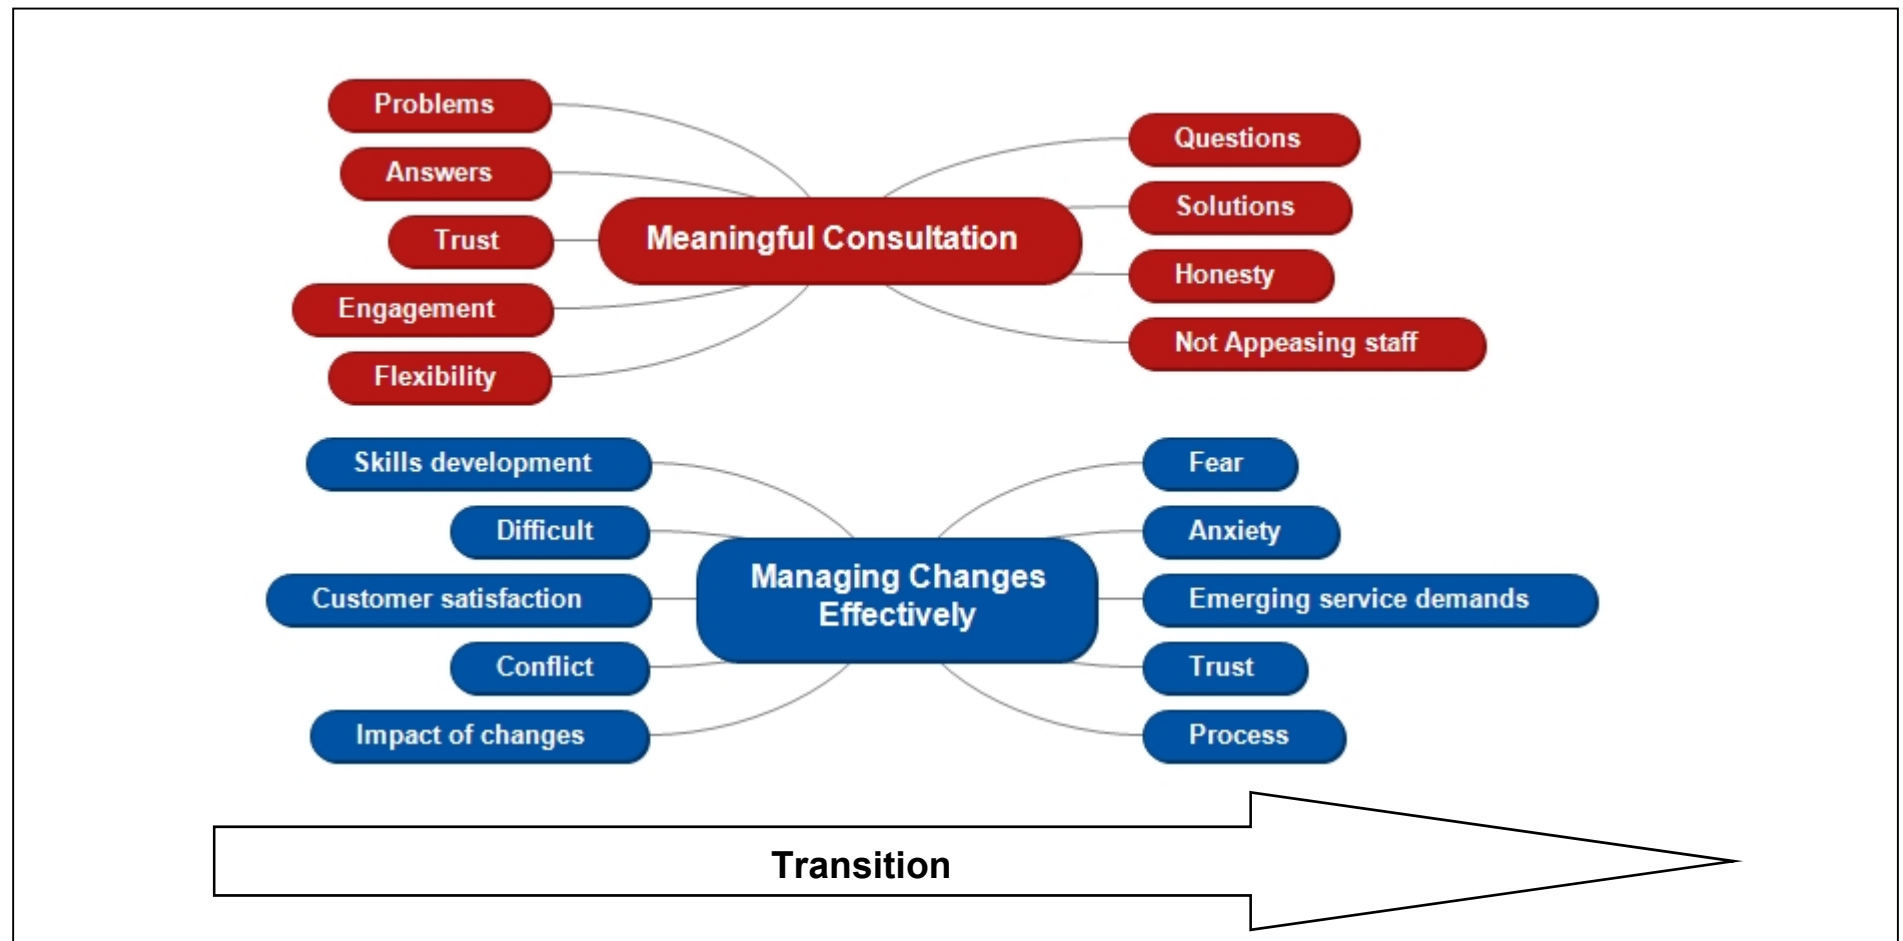 Problems
Answers
Trust
Engagement
Flexibility
Meaningful Consultation
Questions
Solutions
Honesty
Not Appeasing staff
Skills development
Difficult
Customer satisfaction
Conflict
Impact of changes
Managing Changes
Effectively
Fear
Anxiety
Emerging service demands
Trust
Process
Transition